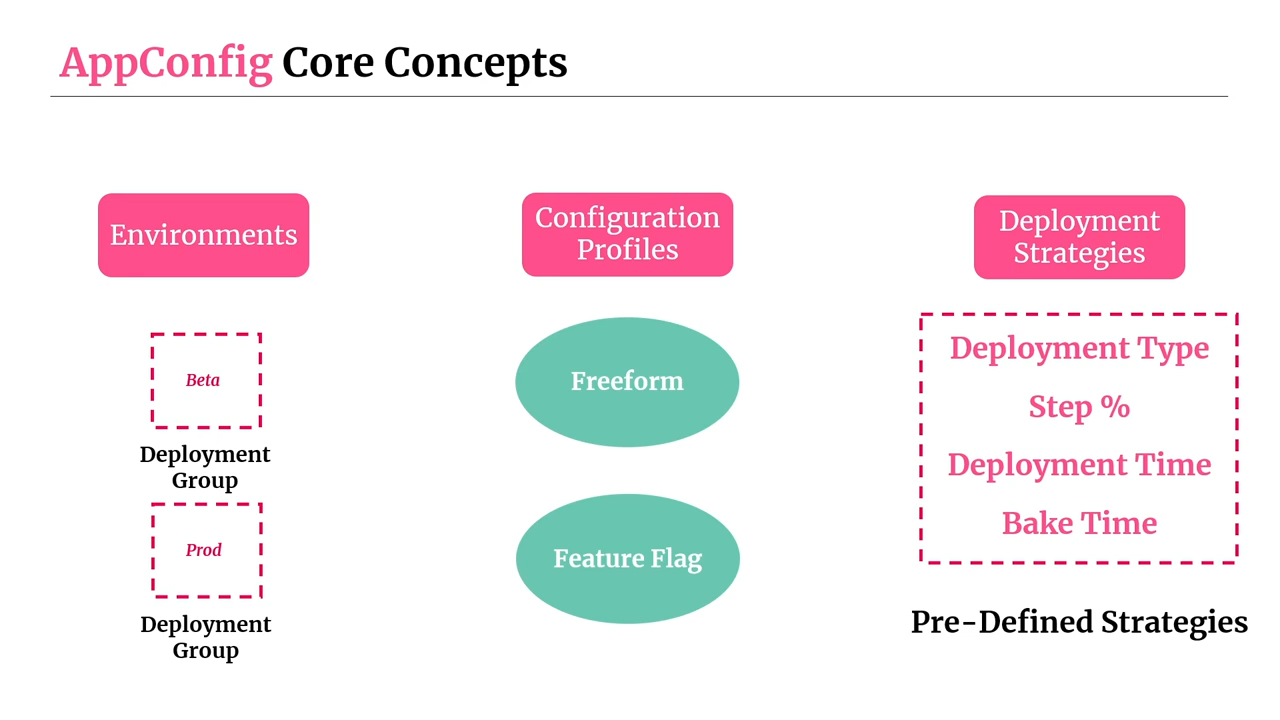 AppConfig Core Concepts
Environments
Beta
Deployment
Group
Prod
Deployment
Group
Configuration
Profiles
Freeform
Feature Flag
Deployment
Strategies
Deployment Type
Step %
Deployment Time
Bake Time
Pre-Defined Strategies